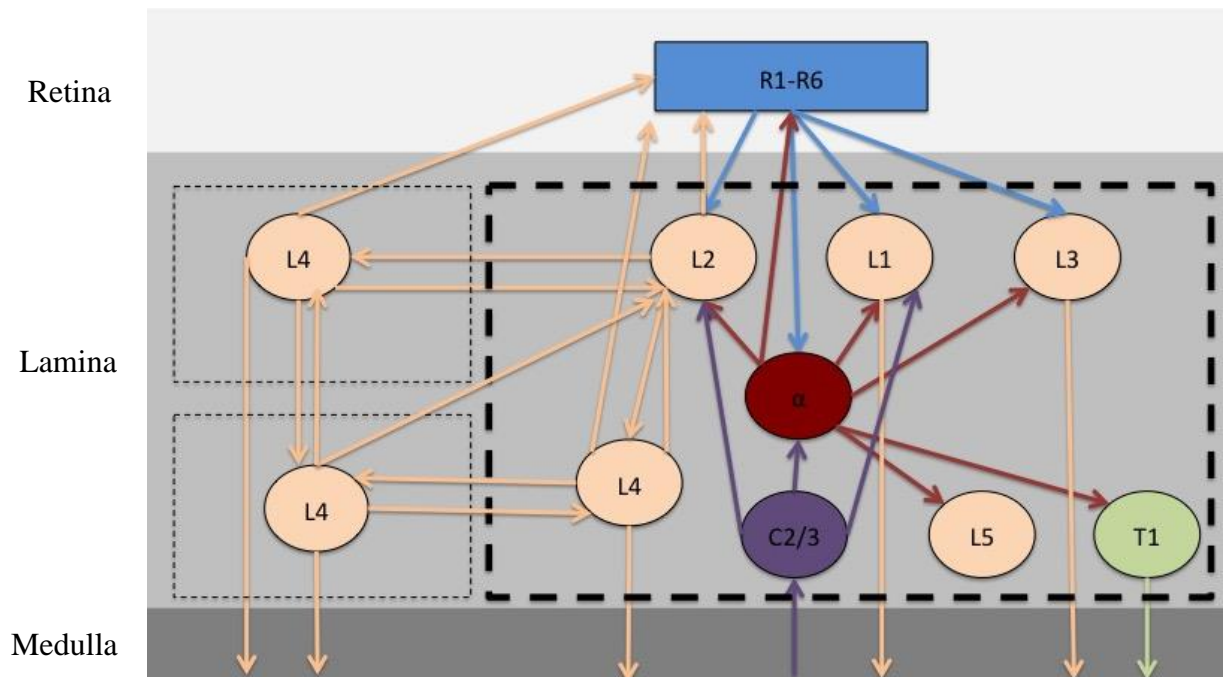 Retina
R1-R6
L4
L2
L1
L3
Lamina
α
L4
L4
C2/3
L5
T1
Medulla